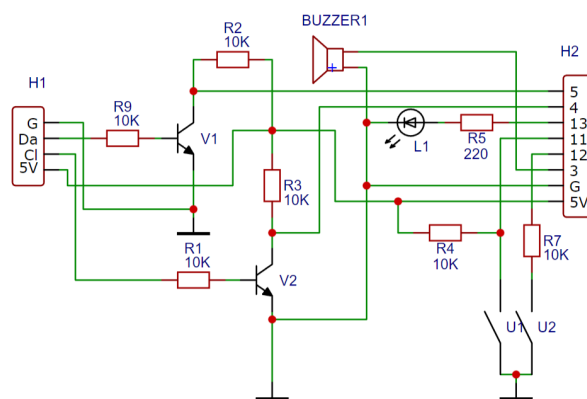 BUZZER1
R2
10K
H2
H1
G
Da
Cl
5V
R9
10K
V1
5
4
13
11
12
3
G
5V
L1
R5
220
R3
10K
R1
10K
V2
R4
10K
R7
10K
U1
U2